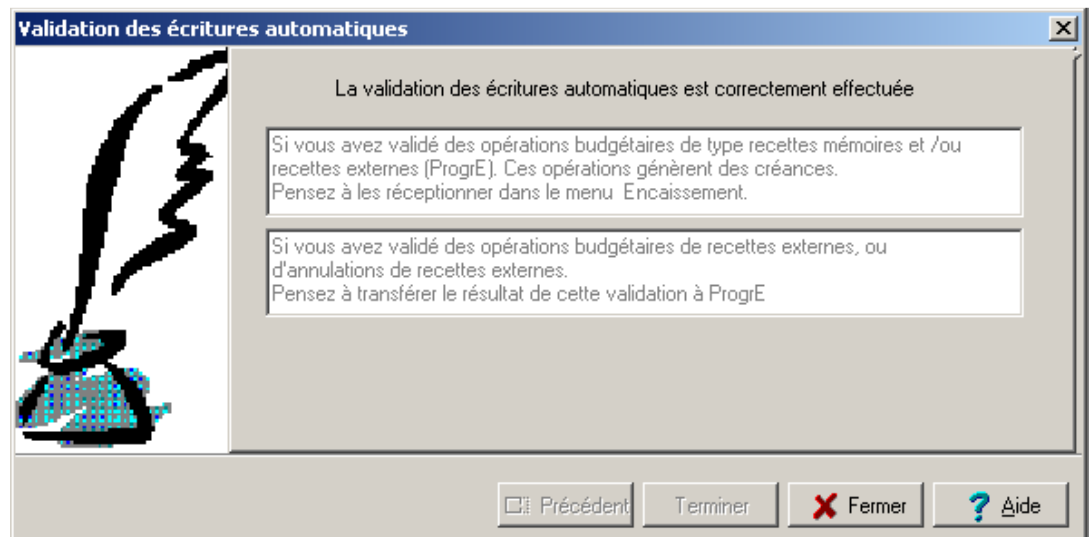 Validation des écritures automatiques
La validation des écritures automatiques est correctement effectuée
Si vous avez validé des opérations budgétaires de type recettes mémoires et /ou
recettes externes (ProgrE). Ces opérations génèrent des créances.
Pensez à les réceptionner dans le menu Encaissement.
Si vous avez validé des opérations budgétaires de recettes externes, ou
d'annulations de recettes externes.
Pensez à transférer le résultat de cette validation à ProgrE
Précédent Terminer Fermer Aide